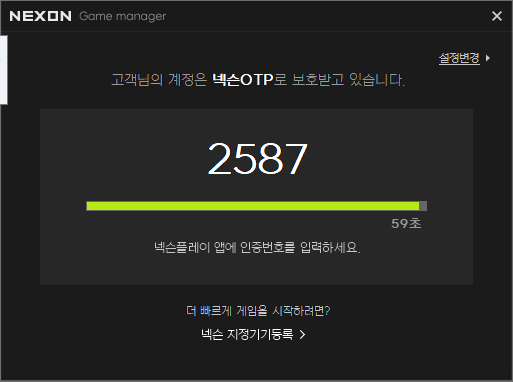 NEXON Game manager
설정변경
고객님의 계정은 넥슨OTP로 보호받고 있습니다.
2587
59초
넥슨플레이 앱에 인증번호를 입력하세요.
더 빠르게 게임을 시작하려면?
넥슨 지정기기등록